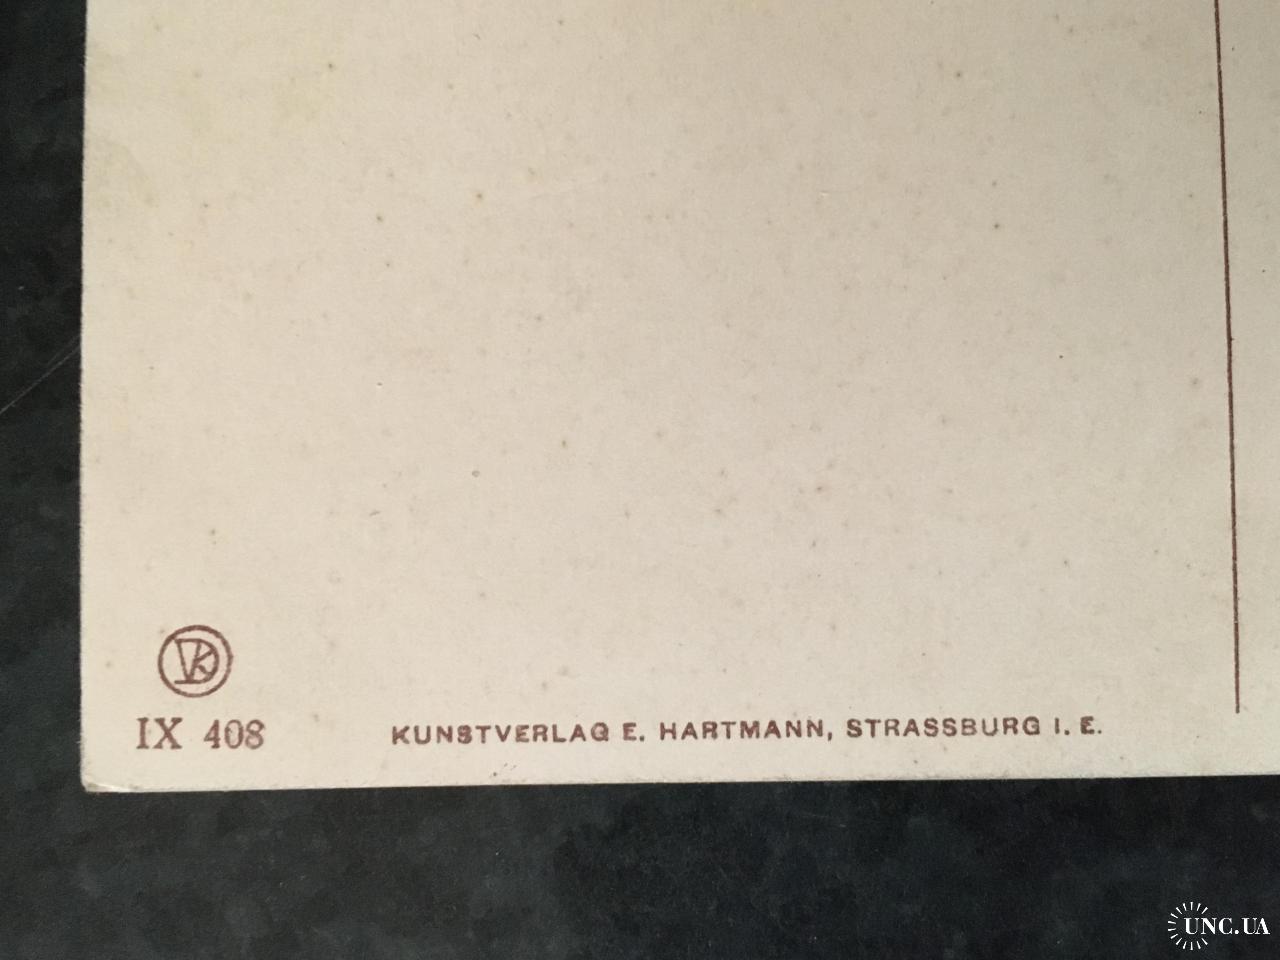 IX 408
KUNSTVERLAG E. HARTMANN, STRASSBURG I. E.
UNC.UA